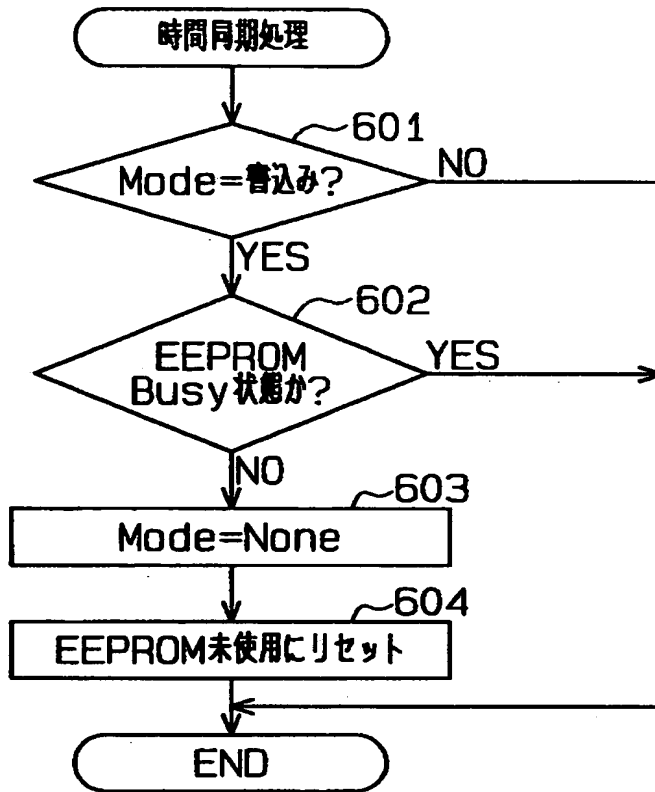 時間同期処理
601
Mode=書込み?
NO
YES
602
EEPROM
Busy状態か?
YES
NO
603
Mode=None
604
EEPROM未使用にリセット
END